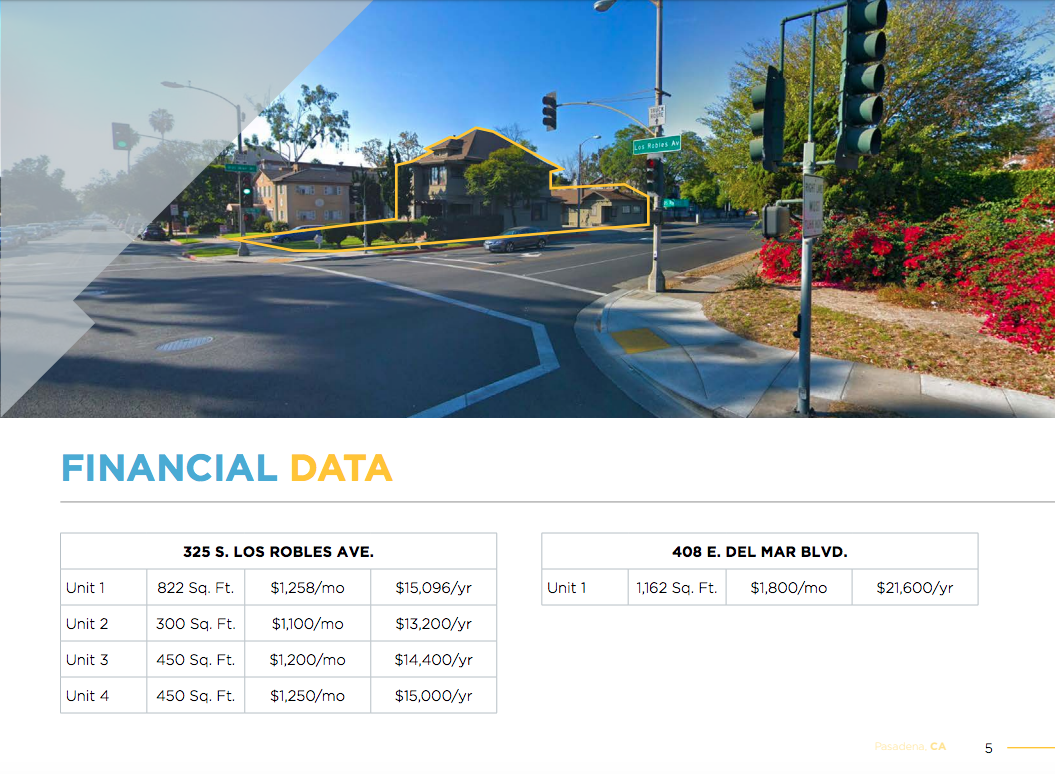 Los Robles Av
FINANCIAL DATA
325 S. LOS ROBLES AVE.
Unit 1 822 Sq. Ft. $1,258/mo $15,096/yr
Unit 2 300 Sq. Ft. $1,100/mo $13,200/yr
Unit 3 450 Sq. Ft. $1,200/mo $14,400/yr
Unit 4 450 Sq. Ft. $1,250/mo $15,000/yr
408 E. DEL MAR BLVD.
Unit 1 1,162 Sq. Ft. $1,800/mo $21,600/yr
Pasadena, CA
5